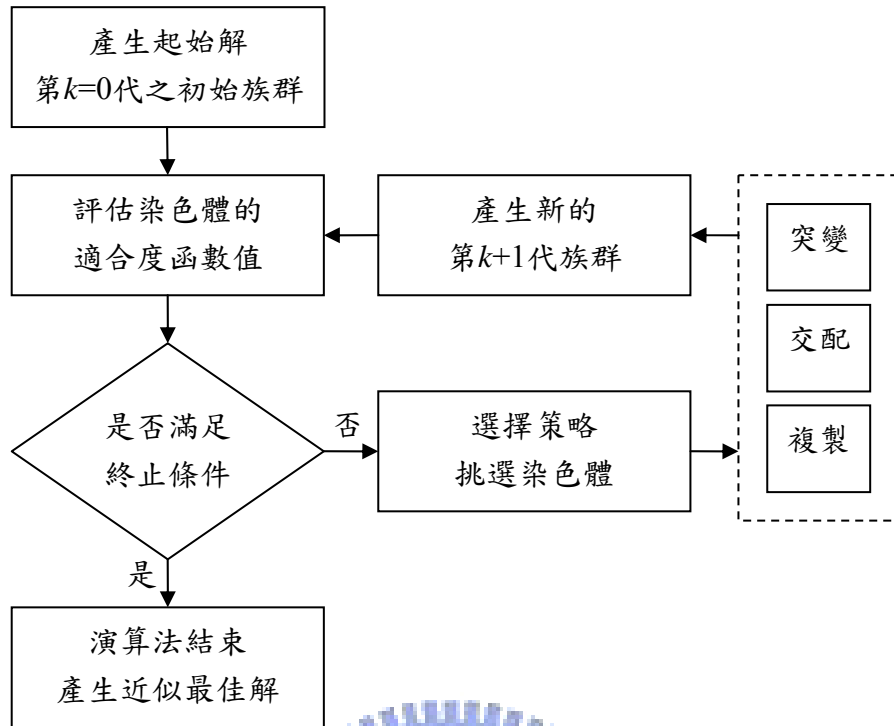 產生起始解
第k=0代之初始族群
評估染色體的
適合度函數值
產生新的
第k+1代族群
突變
交配
複製
是否滿足
終止條件
否
選擇策略
挑選染色體
是
演算法結束
產生近似最佳解